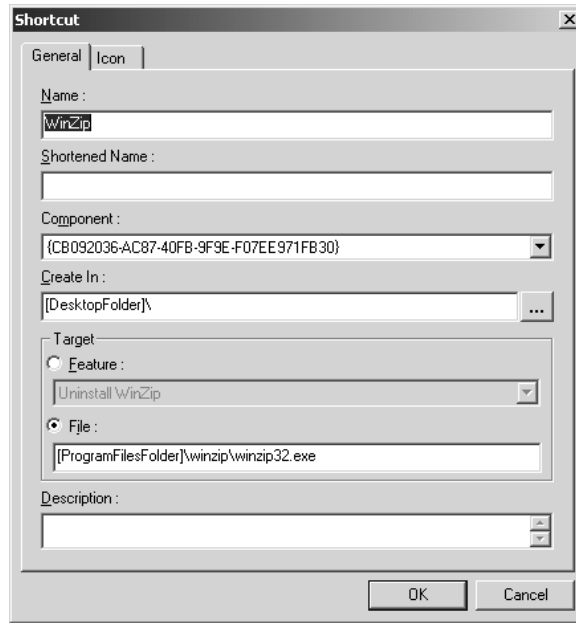 Shortcut
General
Icon
Name :
WinZip
Shortened Name :
Component :
{CB092036-AC87-40FB-9F9E-F07EE971FB30}
Create In :
[DesktopFolder]\
...
Target
Feature :
Uninstall WinZip
File :
[ProgramFilesFolder]\winzip\winzip32.exe
Description :
OK
Cancel